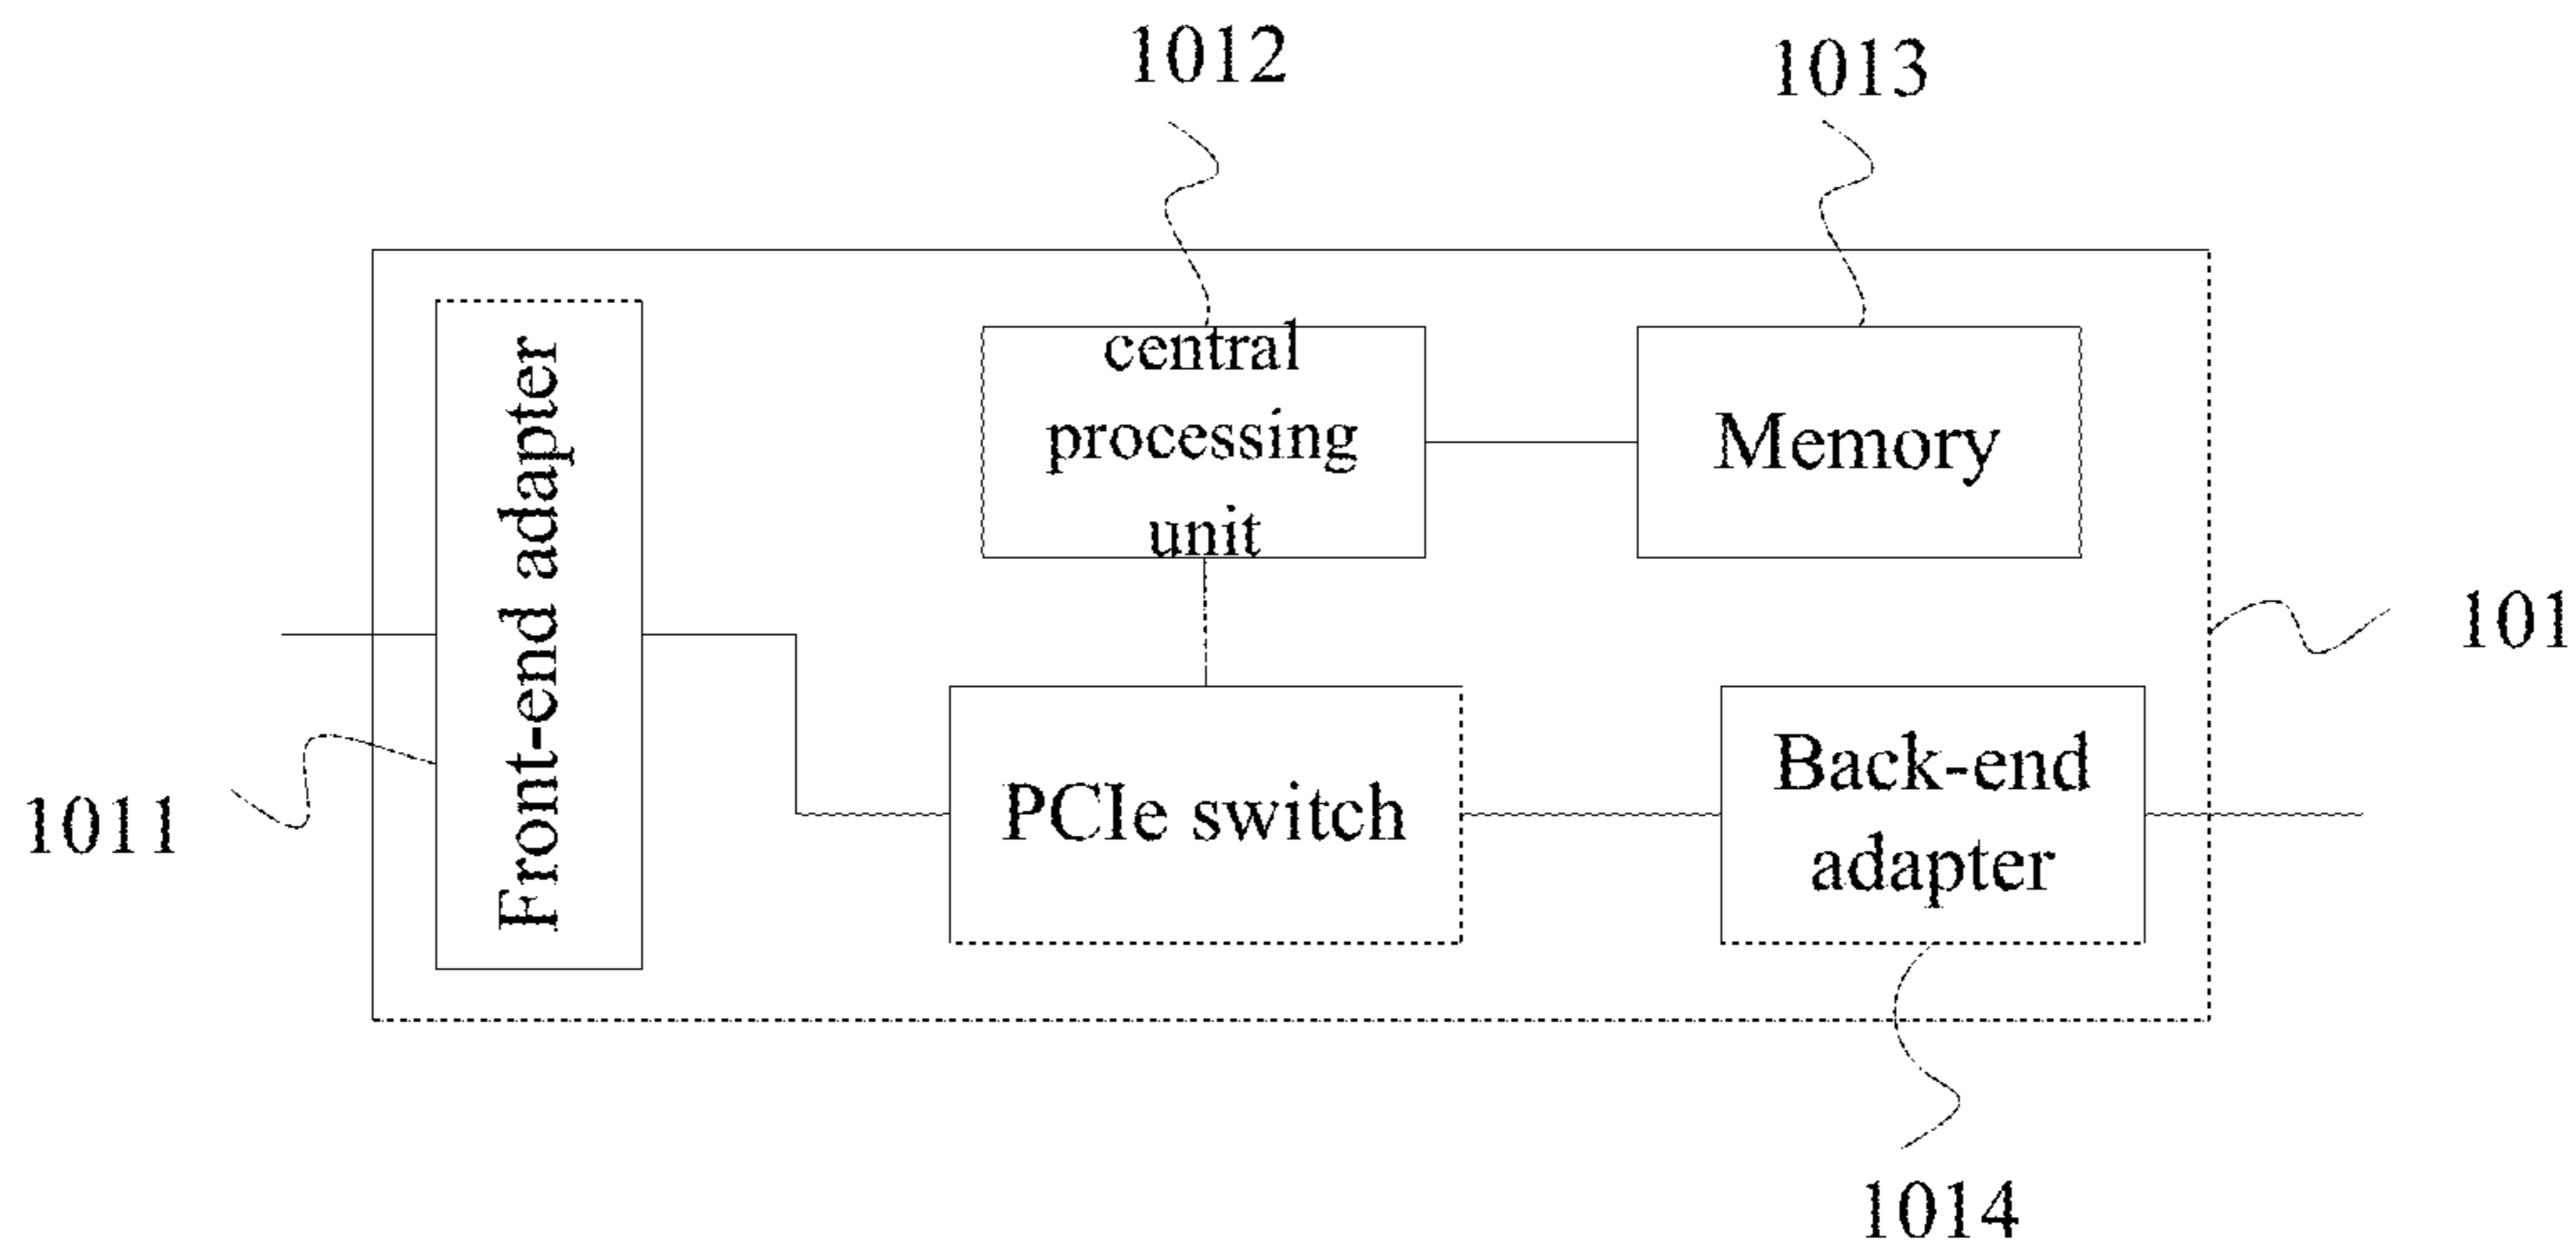 1012
1013
central
processing
unit
Memory
Front-end adapter
101
1011
PCIe switch
Back-end
adapter
1014